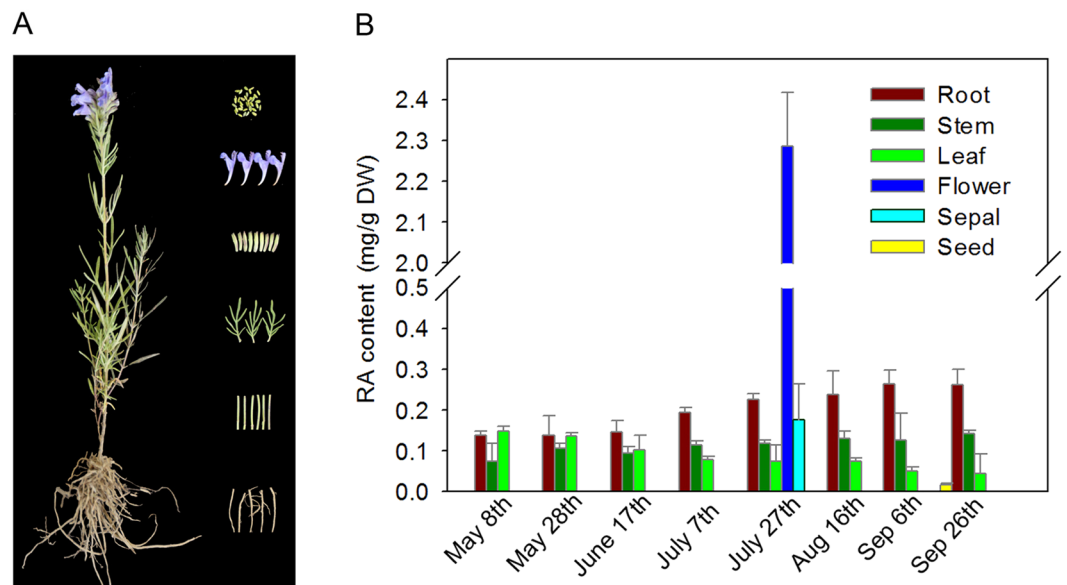 A
B
RA content (mg/g DW)
2.4
2.3
2.2
2.1
2.0
0.5
0.4
0.3
0.2
0.1
0.0
Root
Stem
Leaf
Flower
Sepal
Seed
May 8th
May 28th
June 17th
July 7th
July 27th
Aug 16th
Sep 6th
Sep 26th